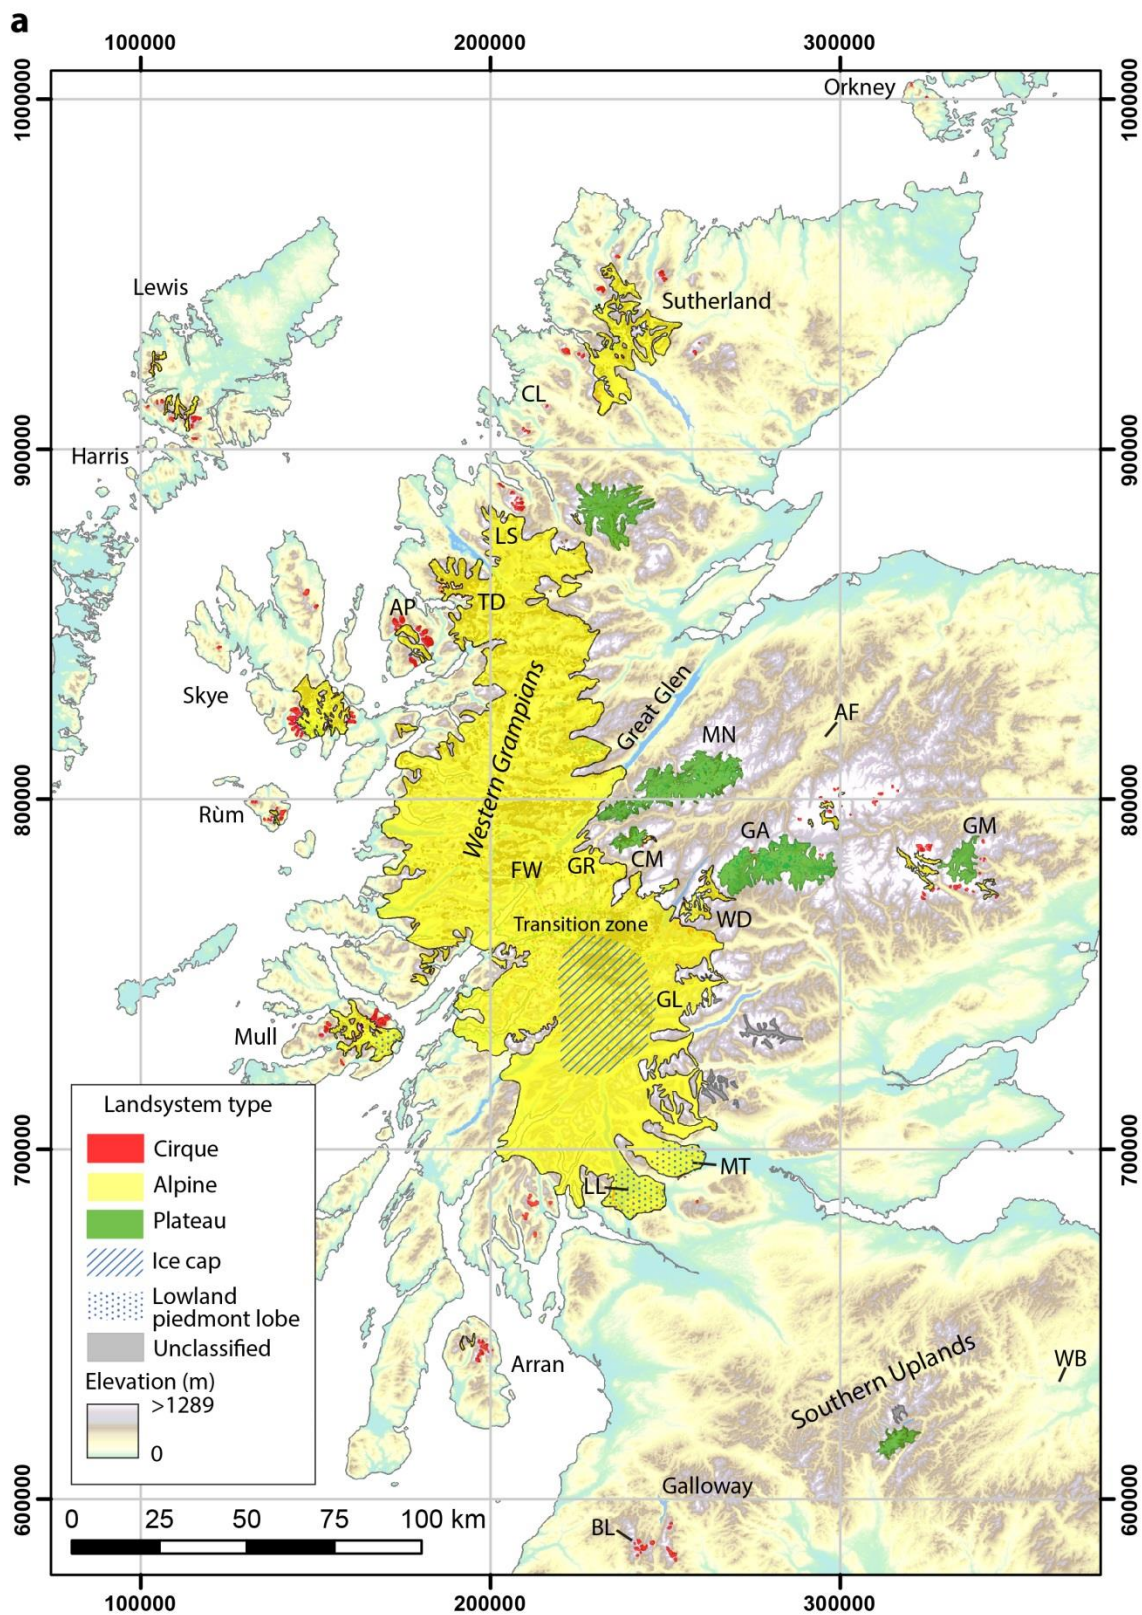 a
100000 200000 300000
1000000 1000000
Orkney
Lewis
Sutherland
CL
900000 900000
Harris
LS
TD
AP
Western Grampians
Great Glen
Skye
AF
MN
800000 800000
Rùm
GA
GM
CM
FW
GR
Transition zone
WD
GL
Mull
Landsystem type
Cirque
Alpine
Plateau
Ice cap
Lowland
piedmont lobe
Unclassified
Elevation (m)
>1289
0
700000 700000
MT
LL
Arran
Southern Uplands
WB
600000 600000
Galloway
BL
0 25 50 75 100 km
100000 200000 300000